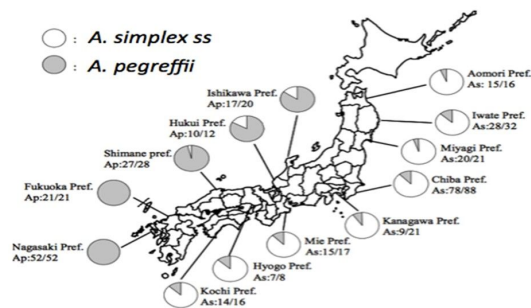 : A. simplex ss
: A. pegreffii
Ishikawa Pref.
Ap:17/20
Hukui Pref.
Ap:10/12
Shimane pref.
Ap:27/28
Fukuoka Pref.
Ap:21/21
Nagasaki Pref.
Ap:52/52
Kochi Pref.
As:14/16
Hyogo Pref.
As:7/8
Mie Pref.
As:15/17
Kanagawa Pref.
As:9/21
Chiba Pref.
As:78/88
Miyagi Pref.
As:20/21
Iwate Pref.
As:28/32
Aomori Pref.
As: 15/16